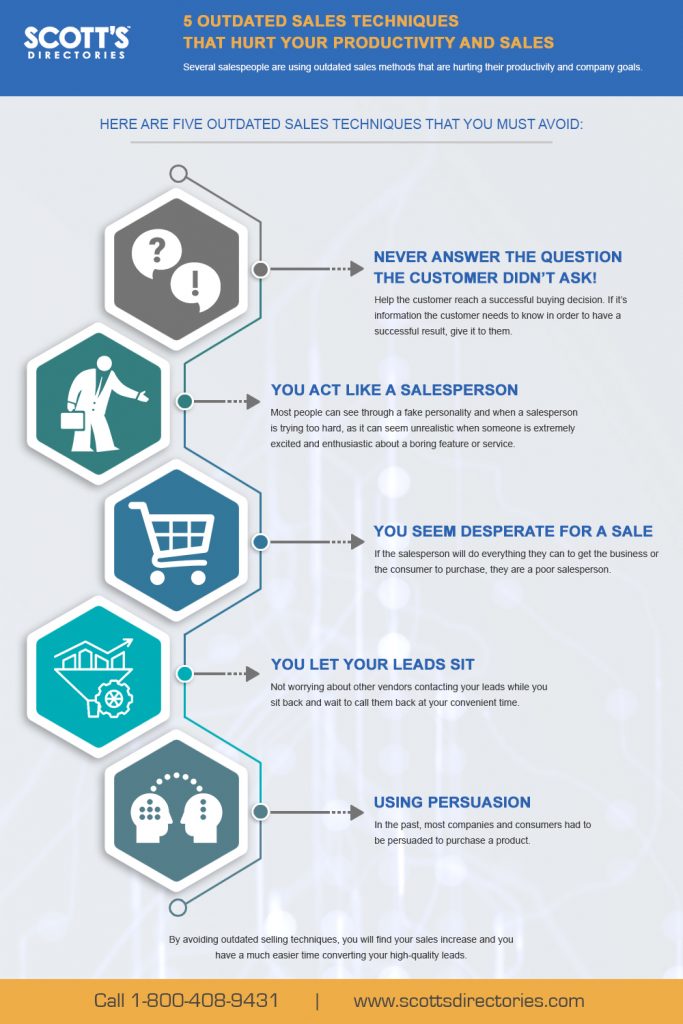 SCOTT'S™
DIRECTORIES
5 OUTDATED SALES TECHNIQUES
THAT HURT YOUR PRODUCTIVITY AND SALES
Several salespeople are using outdated sales methods that are hurting their productivity and company goals.
HERE ARE FIVE OUTDATED SALES TECHNIQUES THAT YOU MUST AVOID:
?
!
NEVER ANSWER THE QUESTION
THE CUSTOMER DIDN'T ASK!
Help the customer reach a successful buying decision. If it's
information the customer needs to know in order to have a
successful result, give it to them.
YOU ACT LIKE A SALESPERSON
Most people can see through a fake personality and when a salesperson
is trying too hard, as it can seem unrealistic when someone is extremely
excited and enthusiastic about a boring feature or service.
YOU SEEM DESPERATE FOR A SALE
If the salesperson will do everything they can to get the business or
the consumer to purchase, they are a poor salesperson.
YOU LET YOUR LEADS SIT
Not worrying about other vendors contacting your leads while you
sit back and wait to call them back at your convenient time.
USING PERSUASION
In the past, most companies and consumers had to
be persuaded to purchase a product.
By avoiding outdated selling techniques, you will find your sales increase and you
have a much easier time converting your high-quality leads.
Call 1-800-408-9431 | www.scottsdirectories.com